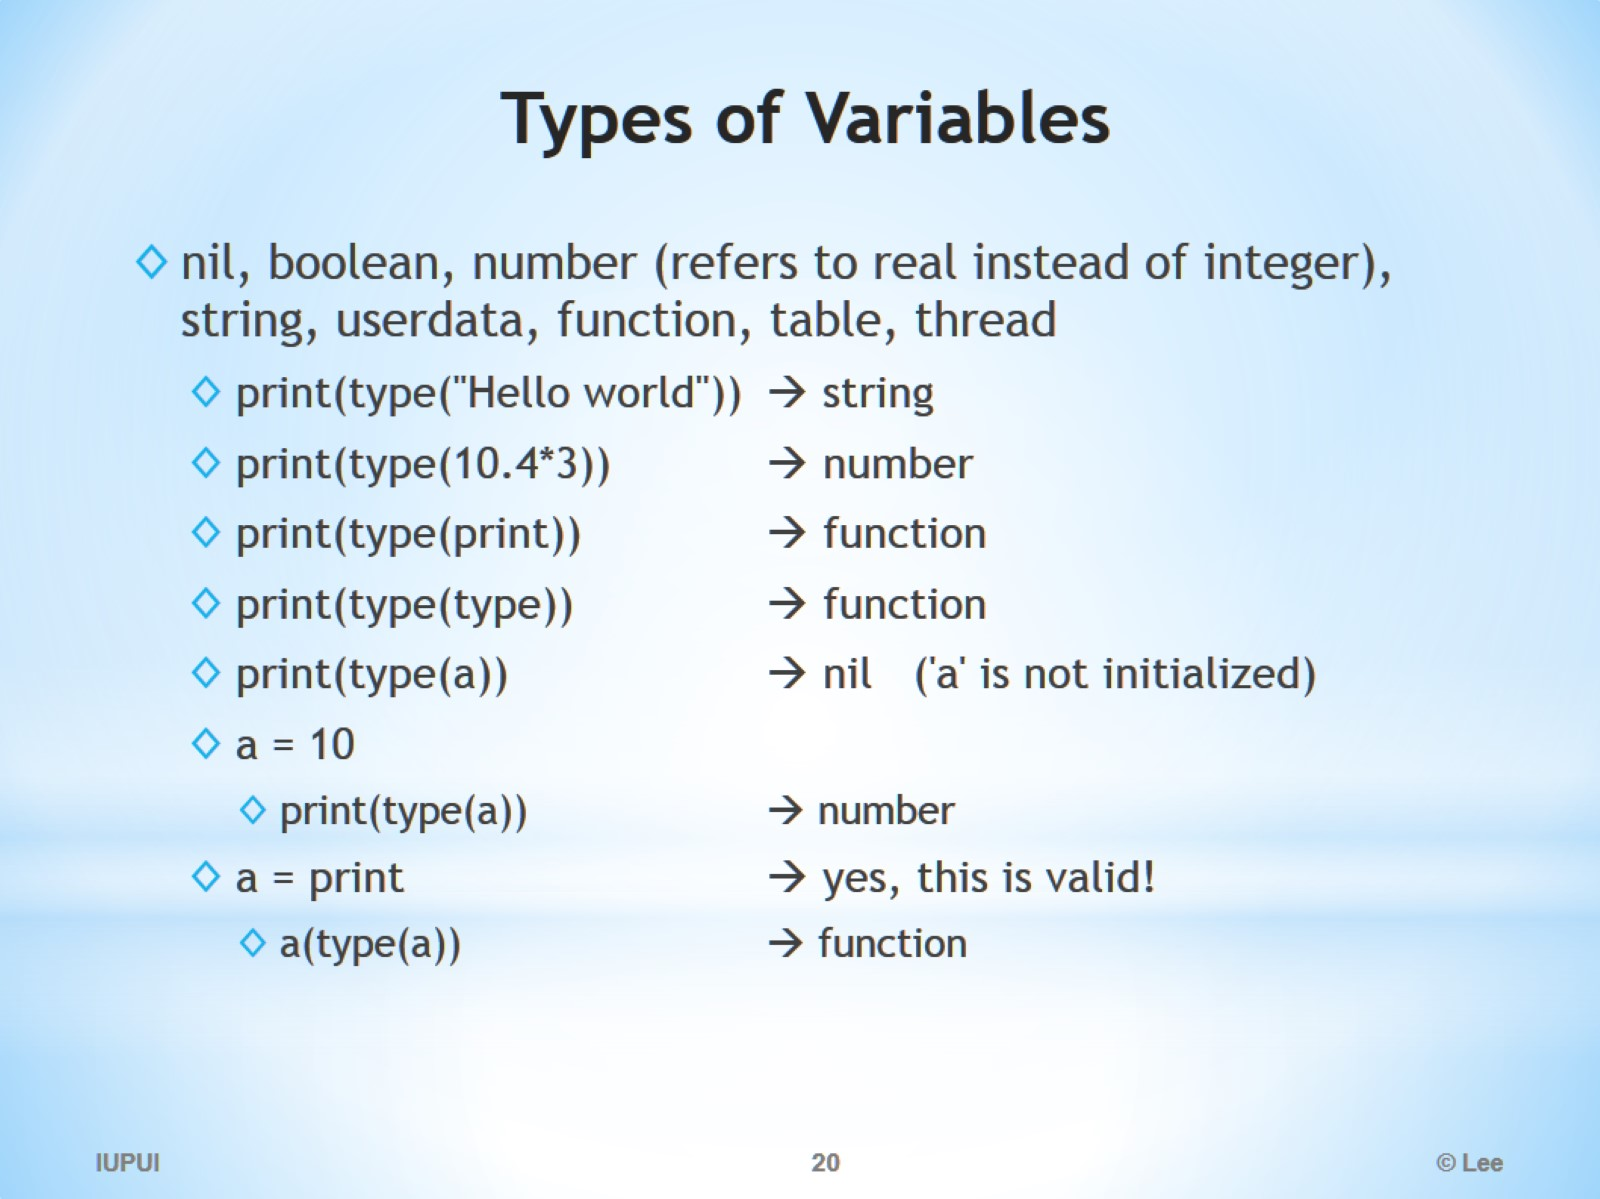 Types of Variables
nil, boolean, number (refers to real instead of integer),
string, userdata, function, table, thread
print(type("Hello world")) → string
print(type(10.4*3)) → number
print(type(print)) → function
print(type(type)) → function
print(type(a)) → nil ('a' is not initialized)
a = 10
print(type(a)) → number
a = print → yes, this is valid!
a(type(a)) → function
IUPUI 20 © Lee